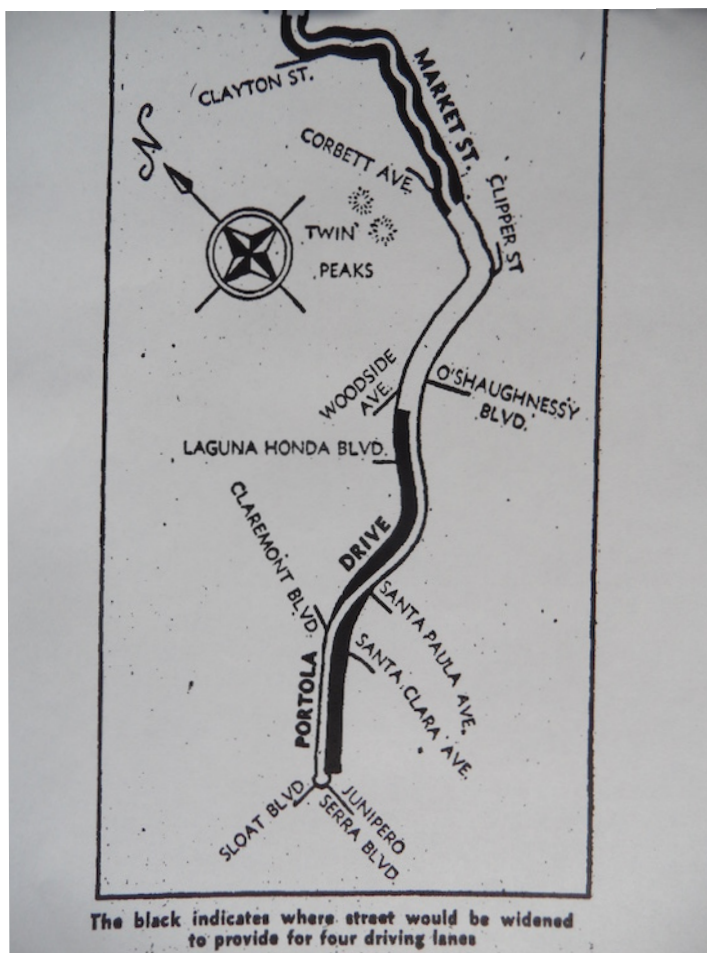 MARKET ST.
CLAYTON ST.
N
CORBETT AVE.
CLIPPER ST
TWIN
PEAKS
WOODSIDE
AVE.
O'SHAUGHNESSY
BLVD.
LAGUNA HONDA BLVD.
CLAREMONT BLVD.
DRIVE
SANTA PAULA AVE.
SANTA CLARA AVE.
PORTOLA
SLOAT BLVD
JUNIPERO
SERRA BLVD.
The black indicates where street would be widened
to provide for four driving lanes